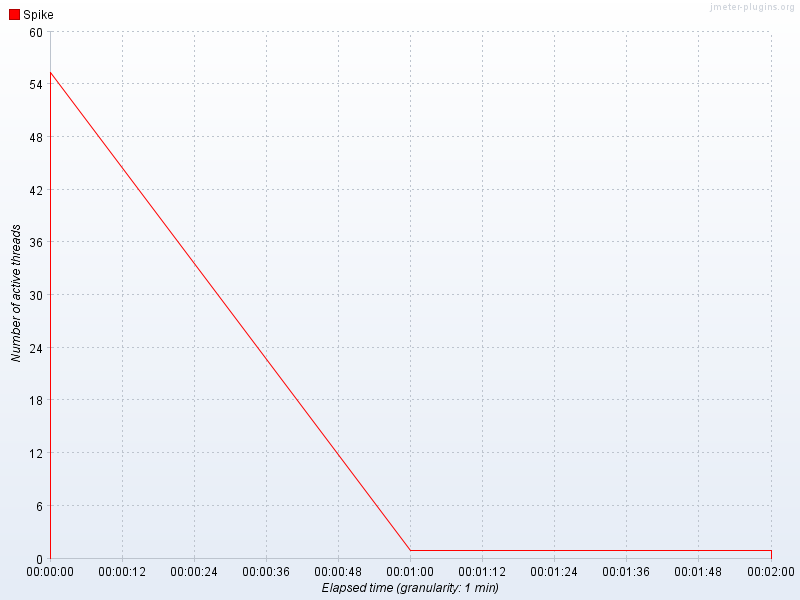 jmeter-plugins.org
Spike
60
54
48
42
36
30
24
18
12
6
0
Number of active threads
00:00:00 00:00:12 00:00:24 00:00:36 00:00:48 00:01:00 00:01:12 00:01:24 00:01:36 00:01:48 00:02:00
Elapsed time (granularity: 1 min)